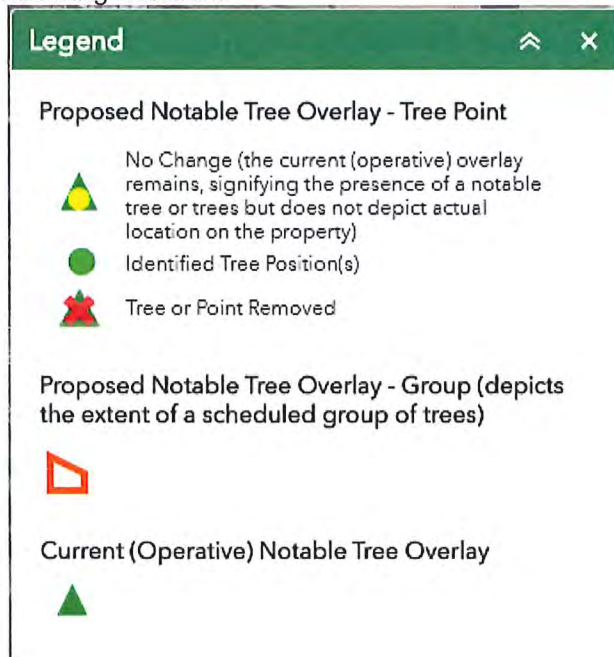 Legend
Proposed Notable Tree Overlay - Tree Point
No Change (the current (operative) overlay
remains, signifying the presence of a notable
tree or trees but does not depict actual
location on the property)
Identified Tree Position(s)
Tree or Point Removed
Proposed Notable Tree Overlay - Group (depicts
the extent of a scheduled group of trees)
Current (Operative) Notable Tree Overlay